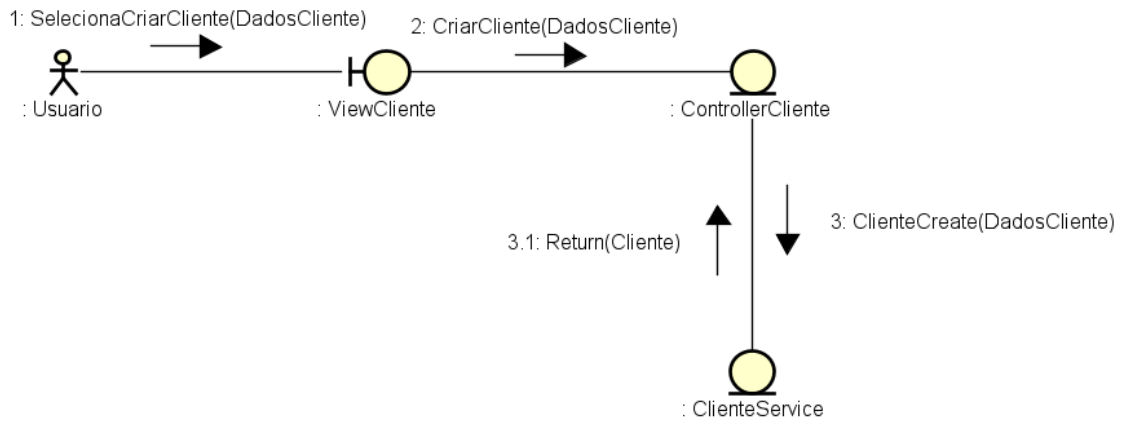 1: SelecionaCriarCliente(DadosCliente)
2: CriarCliente(DadosCliente)
: Usuario
: ViewCliente
: ControllerCliente
3.1: Return(Cliente)
3: ClienteCreate(DadosCliente)
: ClienteService